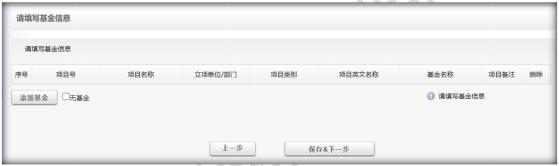 请填写基金信息
请填写基金信息
序号 项目号 项目名称 立项单位/部门 项目类别 项目英文名称 基金名称 项目备注 删除
添加基金 无基金 请填写基金信息
上一步 保存&下一步